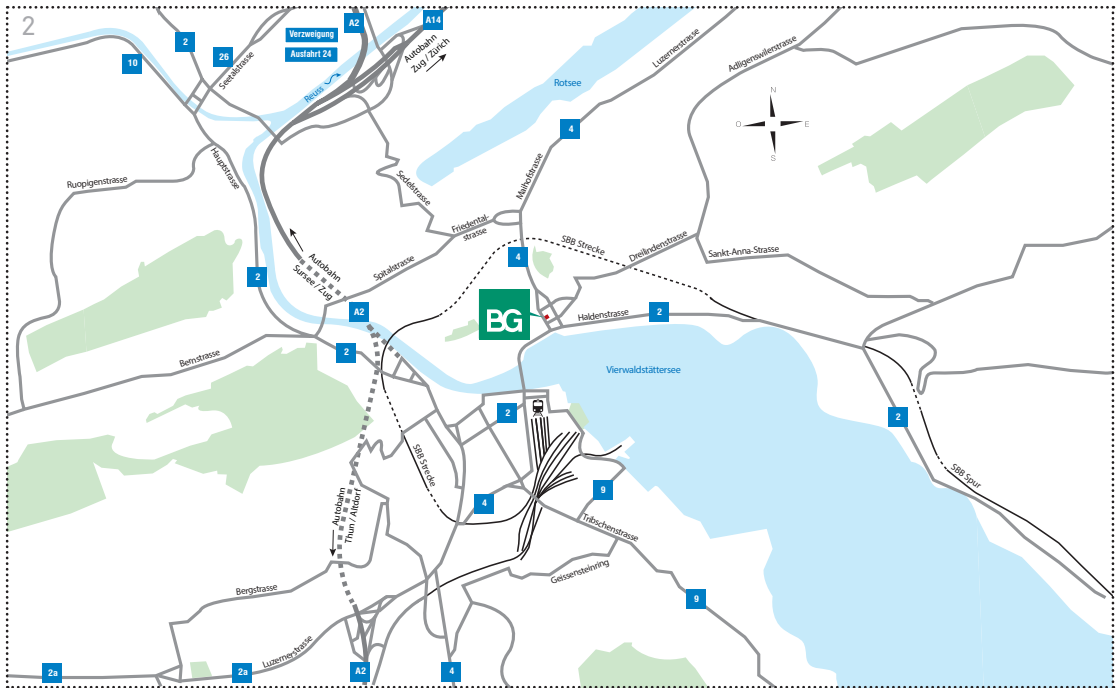 2
A2
A14
Verzweigung
Ausfahrt 24
2
26
10
Seetalstrasse
Autobahn
Zug / Zürich
Reuss
Rotsee
Luzernerstrasse
Adligenswilerstrasse
N
O
E
S
4
Hauptstrasse
Ruopigenstrasse
Sedelstrasse
Maihofstrasse
Friedental-
strasse
SBB Strecke
Dreilindenstrasse
Sankt-Anna-Strasse
4
Autobahn
Sursee / Zug
Spitalstrasse
2
A2
BG
Haldenstrasse
2
Bernstrasse
2
Vierwaldstättersee
2
2
SBB Strecke
SBB Spur
4
9
Autobahn
Thun / Altdorf
Tribschenstrasse
Geissensteinring
Bergstrasse
9
Luzernerstrasse
2a
2a
A2
4